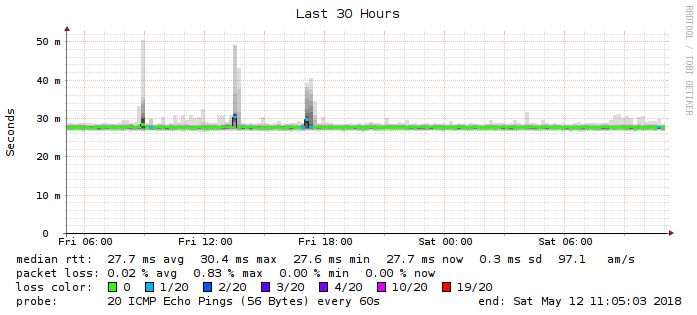 Last 30 Hours
RRDTOOL / TOBI OETIKER
Seconds
50 m
40 m
30 m
20 m
10 m
0
Fri 06:00 Fri 12:00 Fri 18:00 Sat 00:00 Sat 06:00
median rtt: 27.7 ms avg 30.4 ms max 27.6 ms min 27.7 ms now 0.3 ms sd 97.1 am/s
packet loss: 0.02 % avg 0.83 % max 0.00 % min 0.00 % now
loss color: 0 1/20 2/20 3/20 4/20 10/20 19/20
probe: 20 ICMP Echo Pings (56 Bytes) every 60s end: Sat May 12 11:05:03 2018